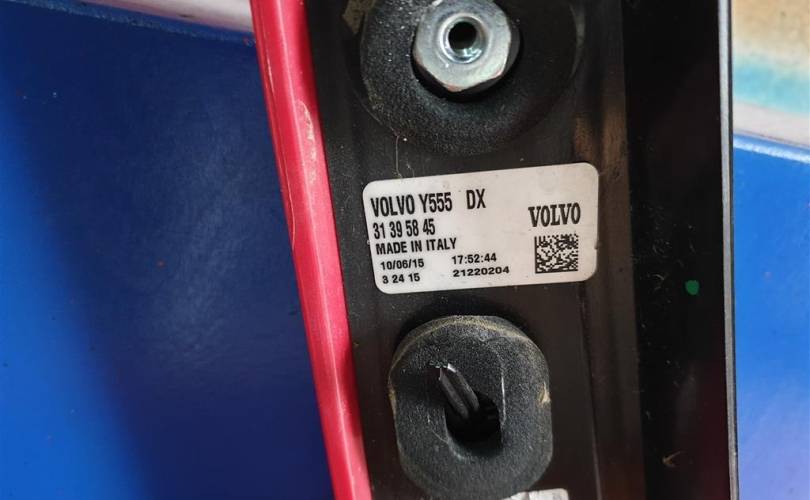 VOLVO Y555 DX
31 39 58 45
MADE IN ITALY
VOLVO
10/06/15 17:52:44
3 24 15 21220204